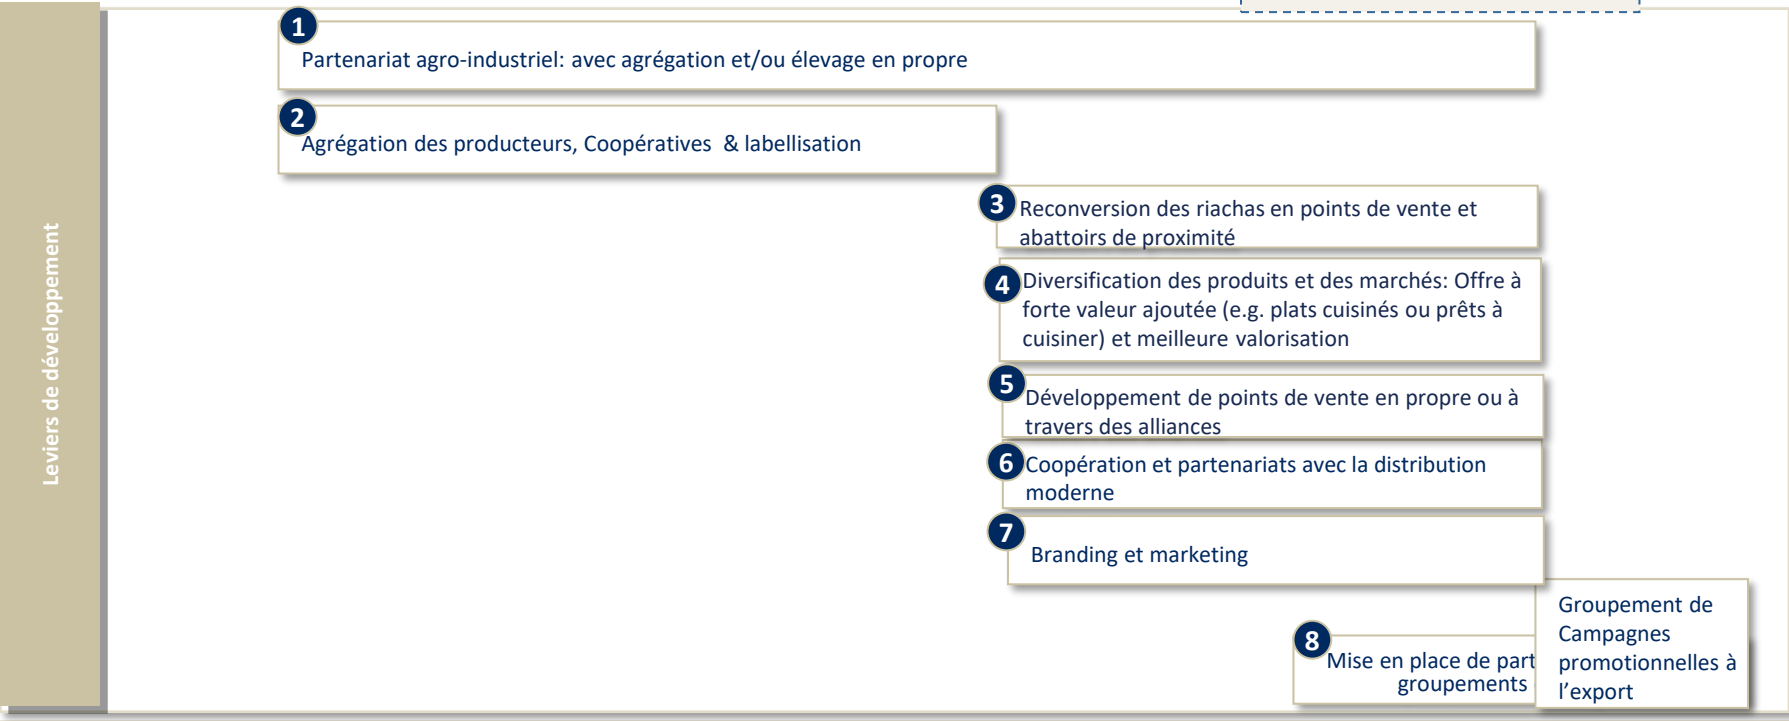 Leviers de développement
1
Partenariat agro-industriel: avec agrégation et/ou élevage en propre
2
Agrégation des producteurs, Coopératives & labellisation
3
Reconversion des riachas en points de vente et
abattoirs de proximité
4
Diversification des produits et des marchés: Offre à
forte valeur ajoutée (e.g. plats cuisinés ou prêts à
cuisiner) et meilleure valorisation
5
Développement de points de vente en propre ou à
travers des alliances
6
Coopération et partenariats avec la distribution
moderne
7
Branding et marketing
8
Mise en place de part
groupements
Groupement de
Campagnes
promotionnelles à
l’export